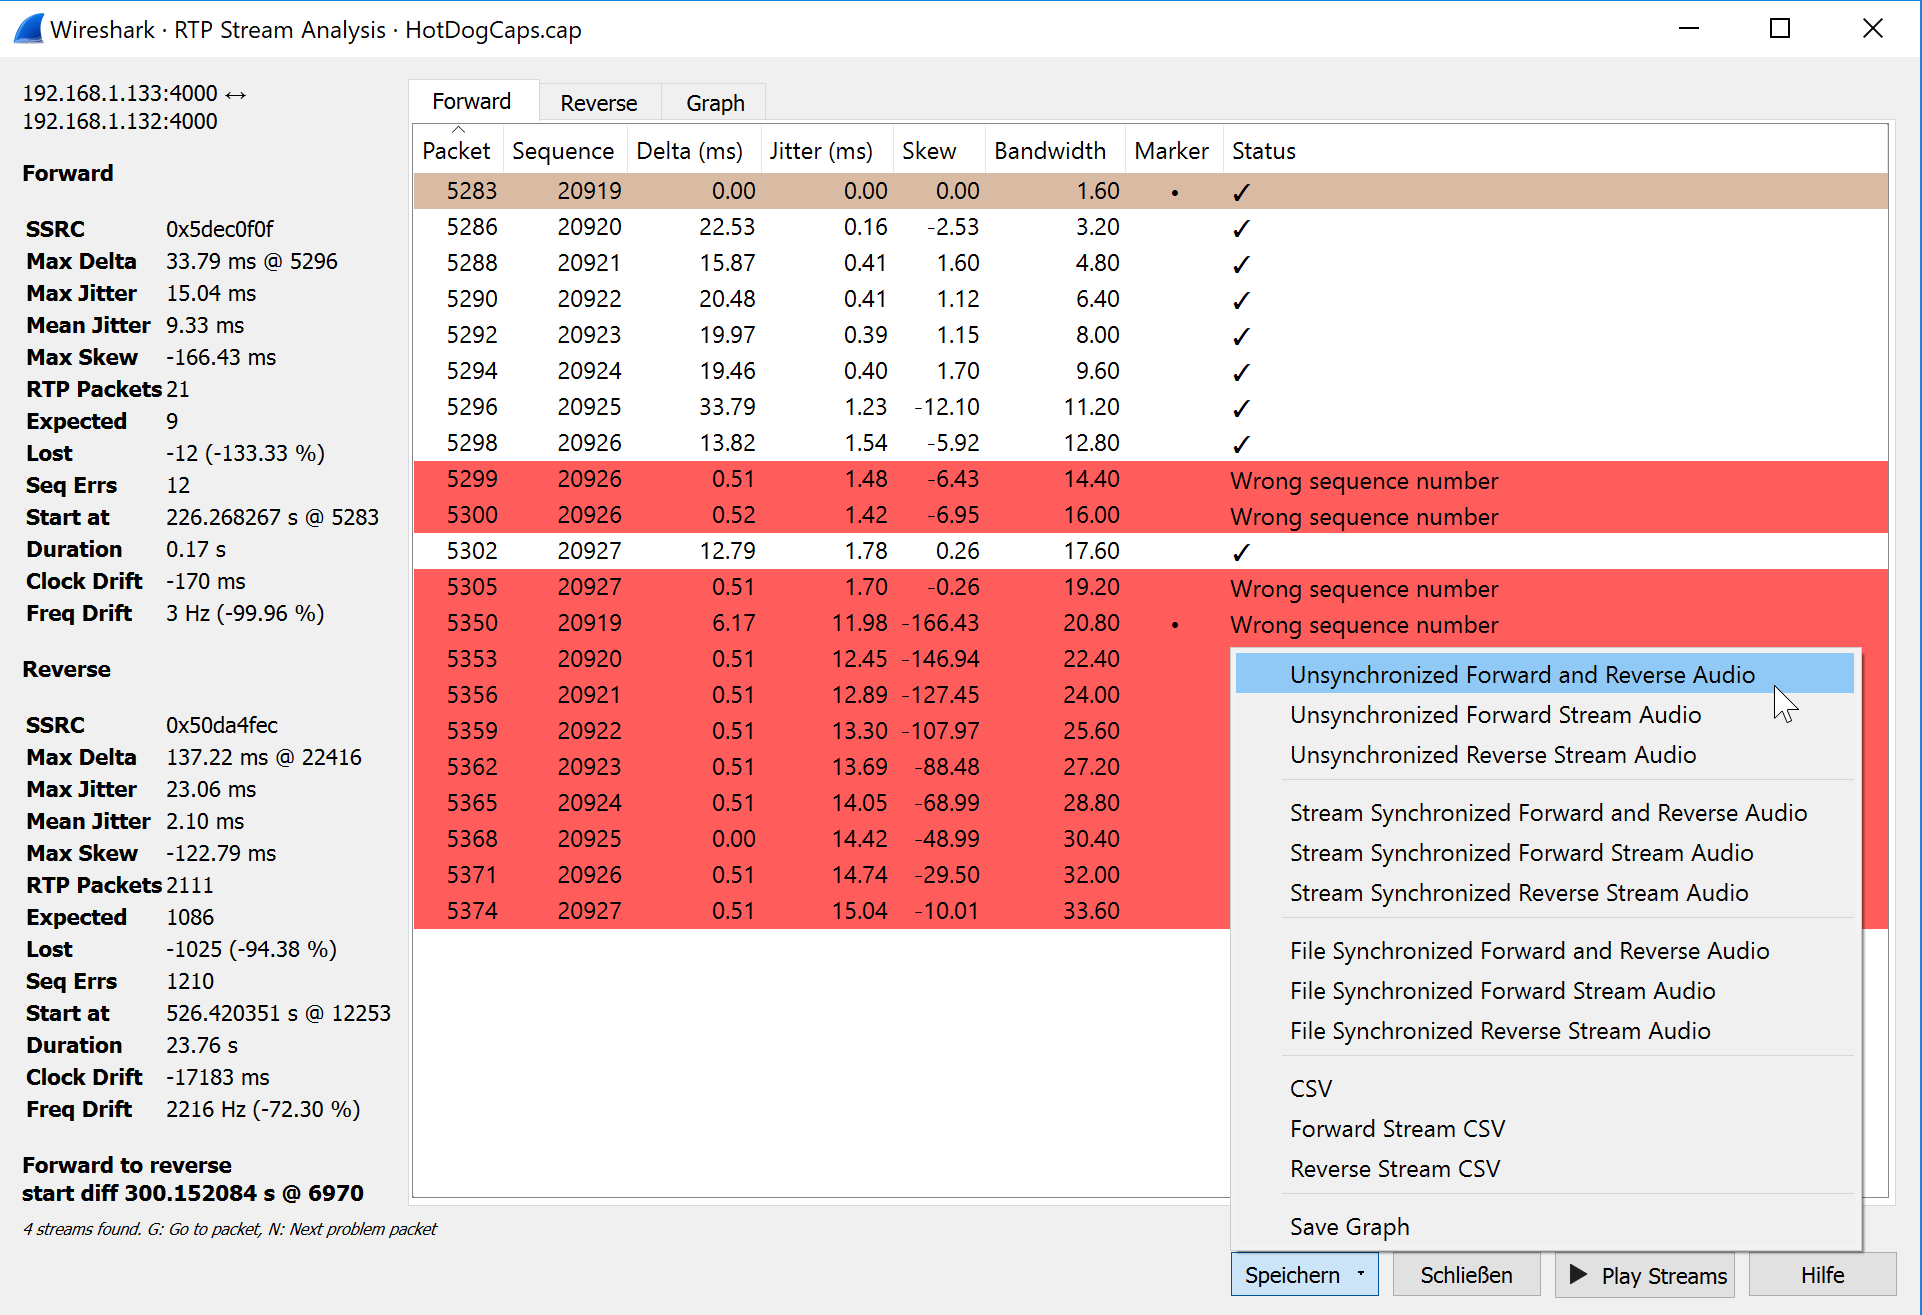 Wireshark · RTP Stream Analysis · HotDogCaps.cap
192.168.1.133:4000 ↔
192.168.1.132:4000
Forward
SSRC 0x5dec0f0f
Max Delta 33.79 ms @ 5296
Max Jitter 15.04 ms
Mean Jitter 9.33 ms
Max Skew -166.43 ms
RTP Packets 21
Expected 9
Lost -12 (-133.33 %)
Seq Errs 12
Start at 226.268267 s @ 5283
Duration 0.17 s
Clock Drift -170 ms
Freq Drift 3 Hz (-99.96 %)
Reverse
SSRC 0x50da4fec
Max Delta 137.22 ms @ 22416
Max Jitter 23.06 ms
Mean Jitter 2.10 ms
Max Skew -122.79 ms
RTP Packets 2111
Expected 1086
Lost -1025 (-94.38 %)
Seq Errs 1210
Start at 526.420351 s @ 12253
Duration 23.76 s
Clock Drift -17183 ms
Freq Drift 2216 Hz (-72.30 %)
Forward to reverse
start diff 300.152084 s @ 6970
4 streams found. G: Go to packet, N: Next problem packet
Forward Reverse Graph
Packet Sequence Delta (ms) Jitter (ms) Skew Bandwidth Marker Status
5283 20919 0.00 0.00 0.00 1.60 • ✓
5286 20920 22.53 0.16 -2.53 3.20 ✓
5288 20921 15.87 0.41 1.60 4.80 ✓
5290 20922 20.48 0.41 1.12 6.40 ✓
5292 20923 19.97 0.39 1.15 8.00 ✓
5294 20924 19.46 0.40 1.70 9.60 ✓
5296 20925 33.79 1.23 -12.10 11.20 ✓
5298 20926 13.82 1.54 -5.92 12.80 ✓
5299 20926 0.51 1.48 -6.43 14.40 Wrong sequence number
5300 20926 0.52 1.42 -6.95 16.00 Wrong sequence number
5302 20927 12.79 1.78 0.26 17.60 ✓
5305 20927 0.51 1.70 -0.26 19.20 Wrong sequence number
5350 20919 6.17 11.98 -166.43 20.80 • Wrong sequence number
5353 20920 0.51 12.45 -146.94 22.40
5356 20921 0.51 12.89 -127.45 24.00
5359 20922 0.51 13.30 -107.97 25.60
5362 20923 0.51 13.69 -88.48 27.20
5365 20924 0.51 14.05 -68.99 28.80
5368 20925 0.00 14.42 -48.99 30.40
5371 20926 0.51 14.74 -29.50 32.00
5374 20927 0.51 15.04 -10.01 33.60
Unsynchronized Forward and Reverse Audio
Unsynchronized Forward Stream Audio
Unsynchronized Reverse Stream Audio
Stream Synchronized Forward and Reverse Audio
Stream Synchronized Forward Stream Audio
Stream Synchronized Reverse Stream Audio
File Synchronized Forward and Reverse Audio
File Synchronized Forward Stream Audio
File Synchronized Reverse Stream Audio
CSV
Forward Stream CSV
Reverse Stream CSV
Save Graph
Speichern Schließen Play Streams Hilfe